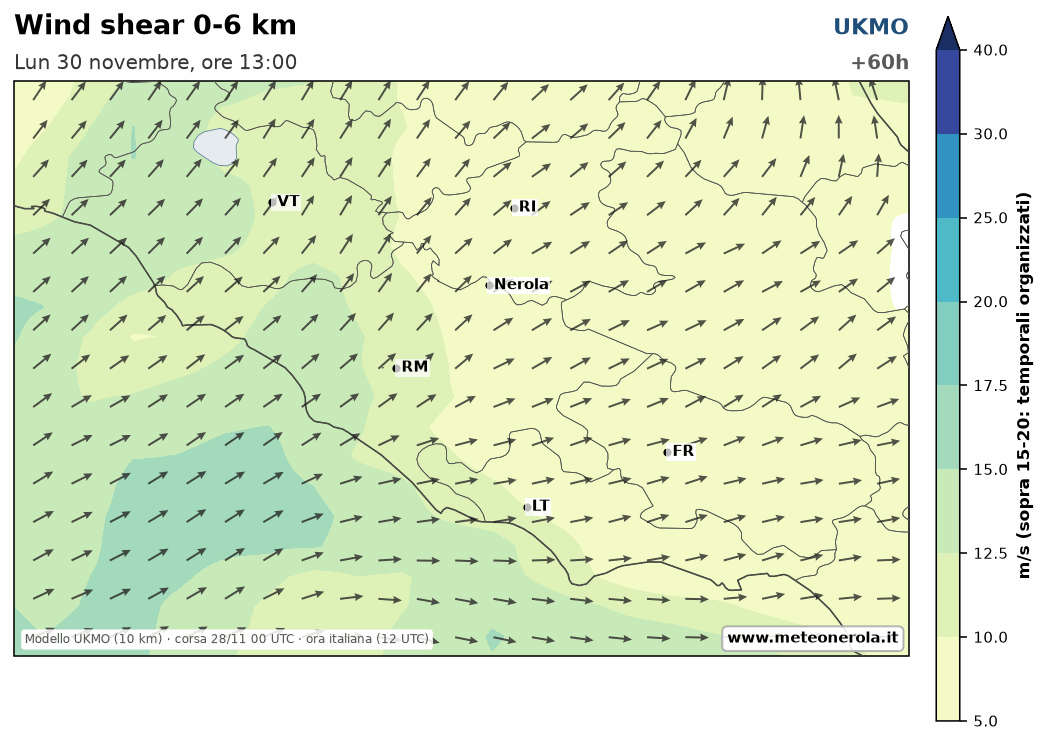 Wind shear 0-6 km
UKMO
Lun 30 novembre, ore 13:00
+60h
VT
RI
Nerola
RM
FR
LT
Modello UKMO (10 km) · corsa 28/11 00 UTC · ora italiana (12 UTC)
www.meteonerola.it
40.0
30.0
25.0
20.0
17.5
15.0
12.5
10.0
5.0
m/s (sopra 15-20: temporali organizzati)